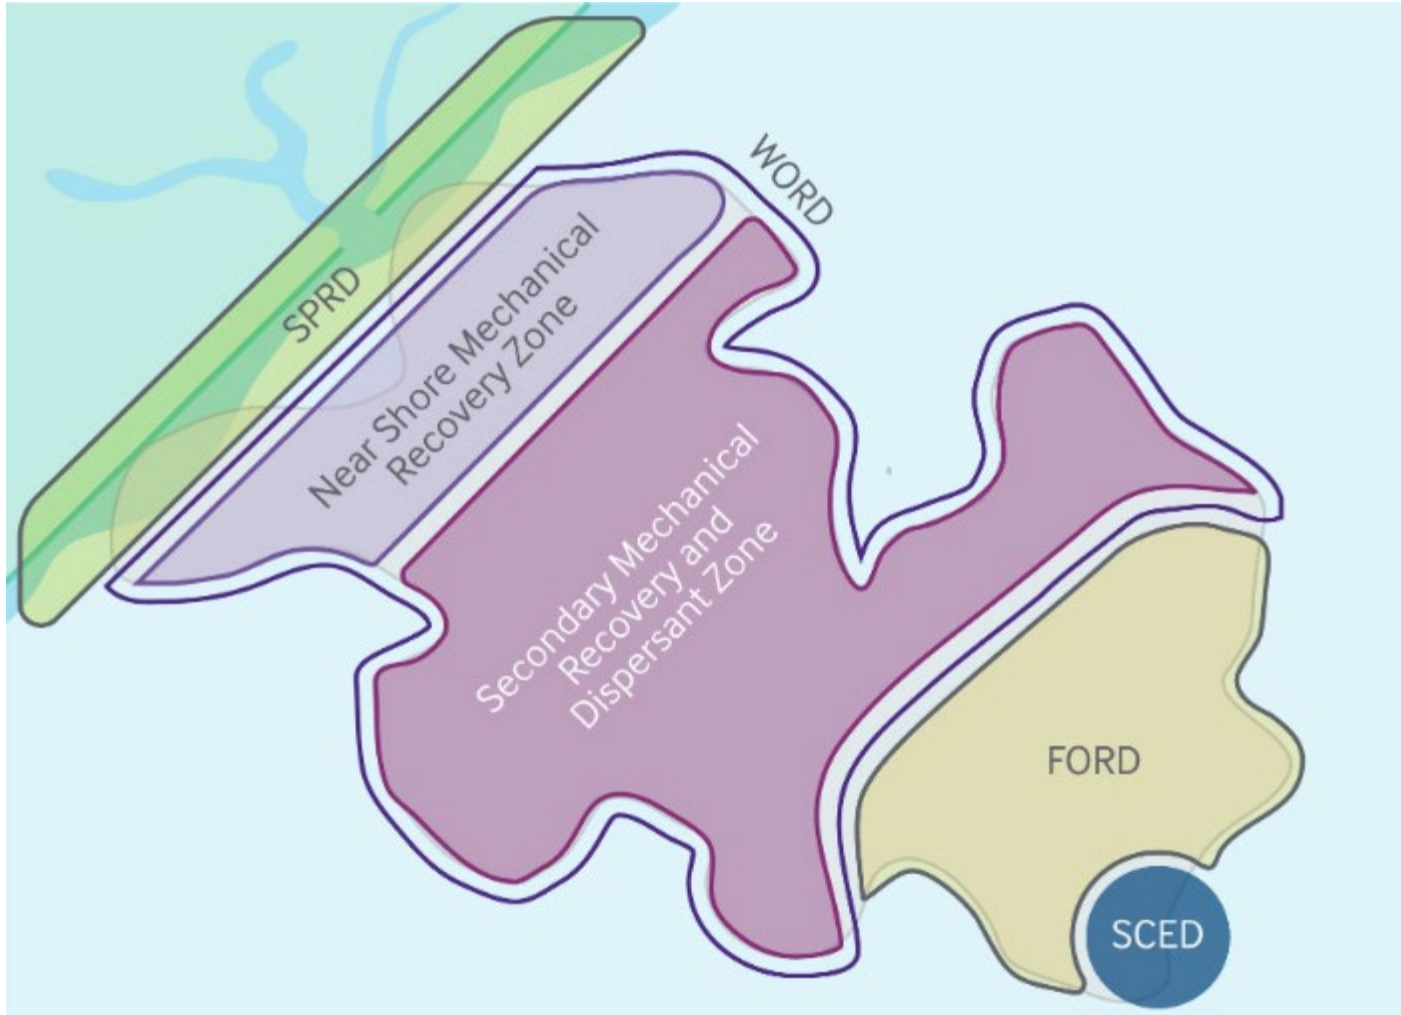 WORD
SPRD
Near Shore Mechanical
Recovery Zone
Secondary Mechanical
Recovery and
Dispersant Zone
FORD
SCED